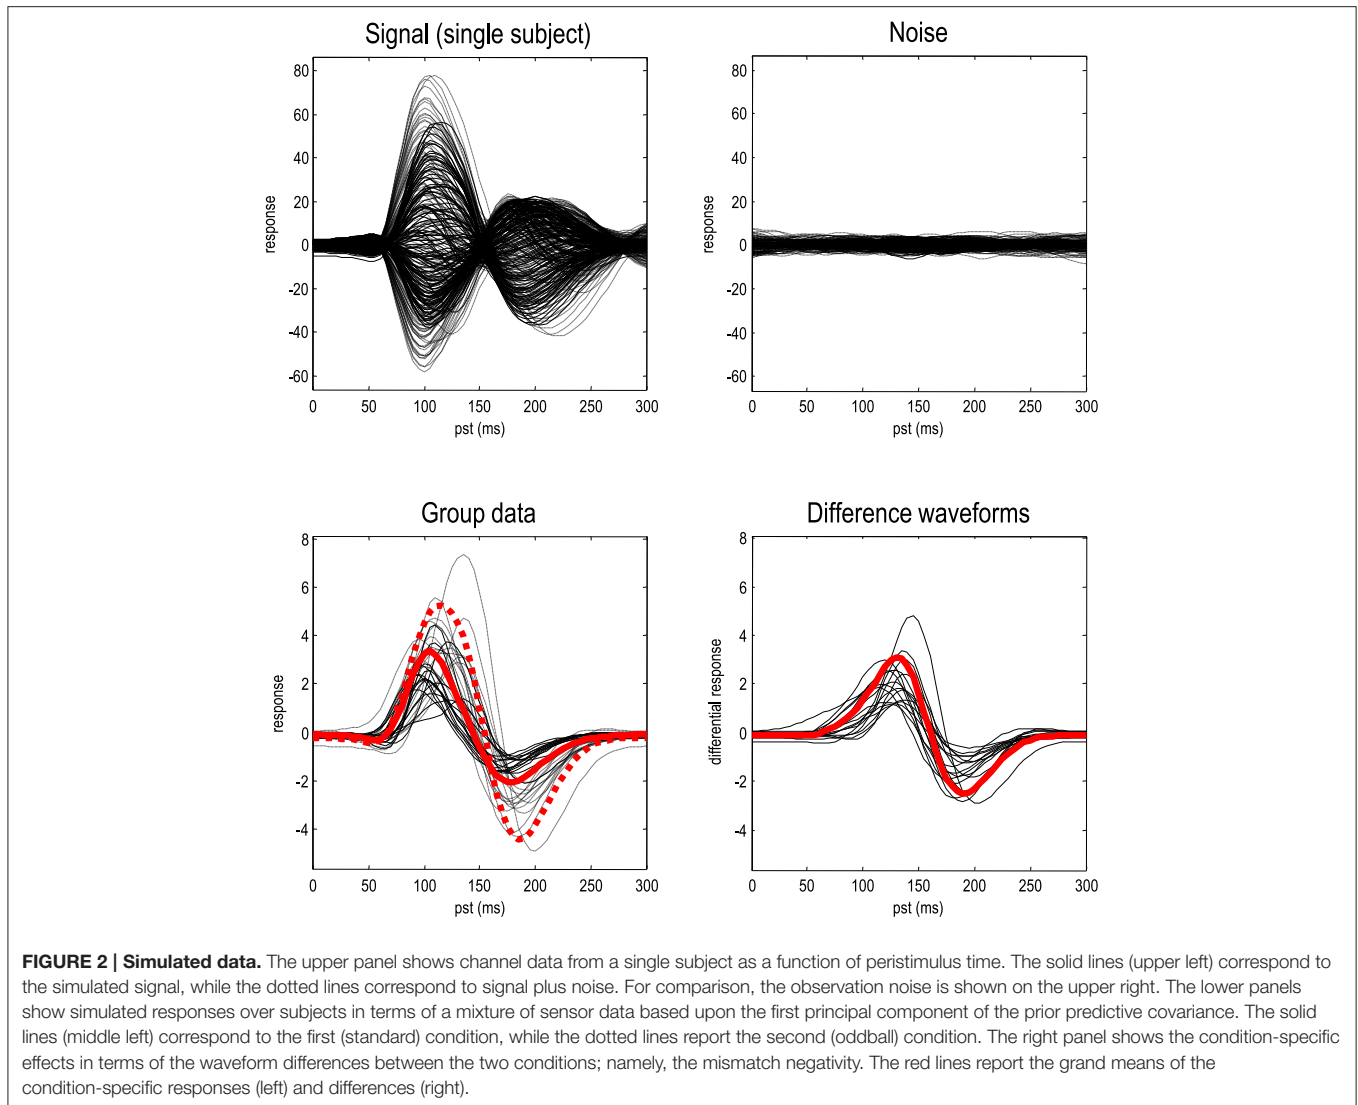 Signal (single subject)
80
60
40
20
0
-20
-40
-60
response
0 50 100 150 200 250 300
pst (ms)
Noise
80
60
40
20
0
-20
-40
-60
response
0 50 100 150 200 250 300
pst (ms)
Group data
8
6
4
2
0
-2
-4
response
0 50 100 150 200 250 300
pst (ms)
Difference waveforms
8
6
4
2
0
-2
-4
differential response
0 50 100 150 200 250 300
pst (ms)
FIGURE 2 | Simulated data. The upper panel shows channel data from a single subject as a function of peristimulus time. The solid lines (upper left) correspond to
the simulated signal, while the dotted lines correspond to signal plus noise. For comparison, the observation noise is shown on the upper right. The lower panels
show simulated responses over subjects in terms of a mixture of sensor data based upon the first principal component of the prior predictive covariance. The solid
lines (middle left) correspond to the first (standard) condition, while the dotted lines report the second (oddball) condition. The right panel shows the condition-specific
effects in terms of the waveform differences between the two conditions; namely, the mismatch negativity. The red lines report the grand means of the
condition-specific responses (left) and differences (right).